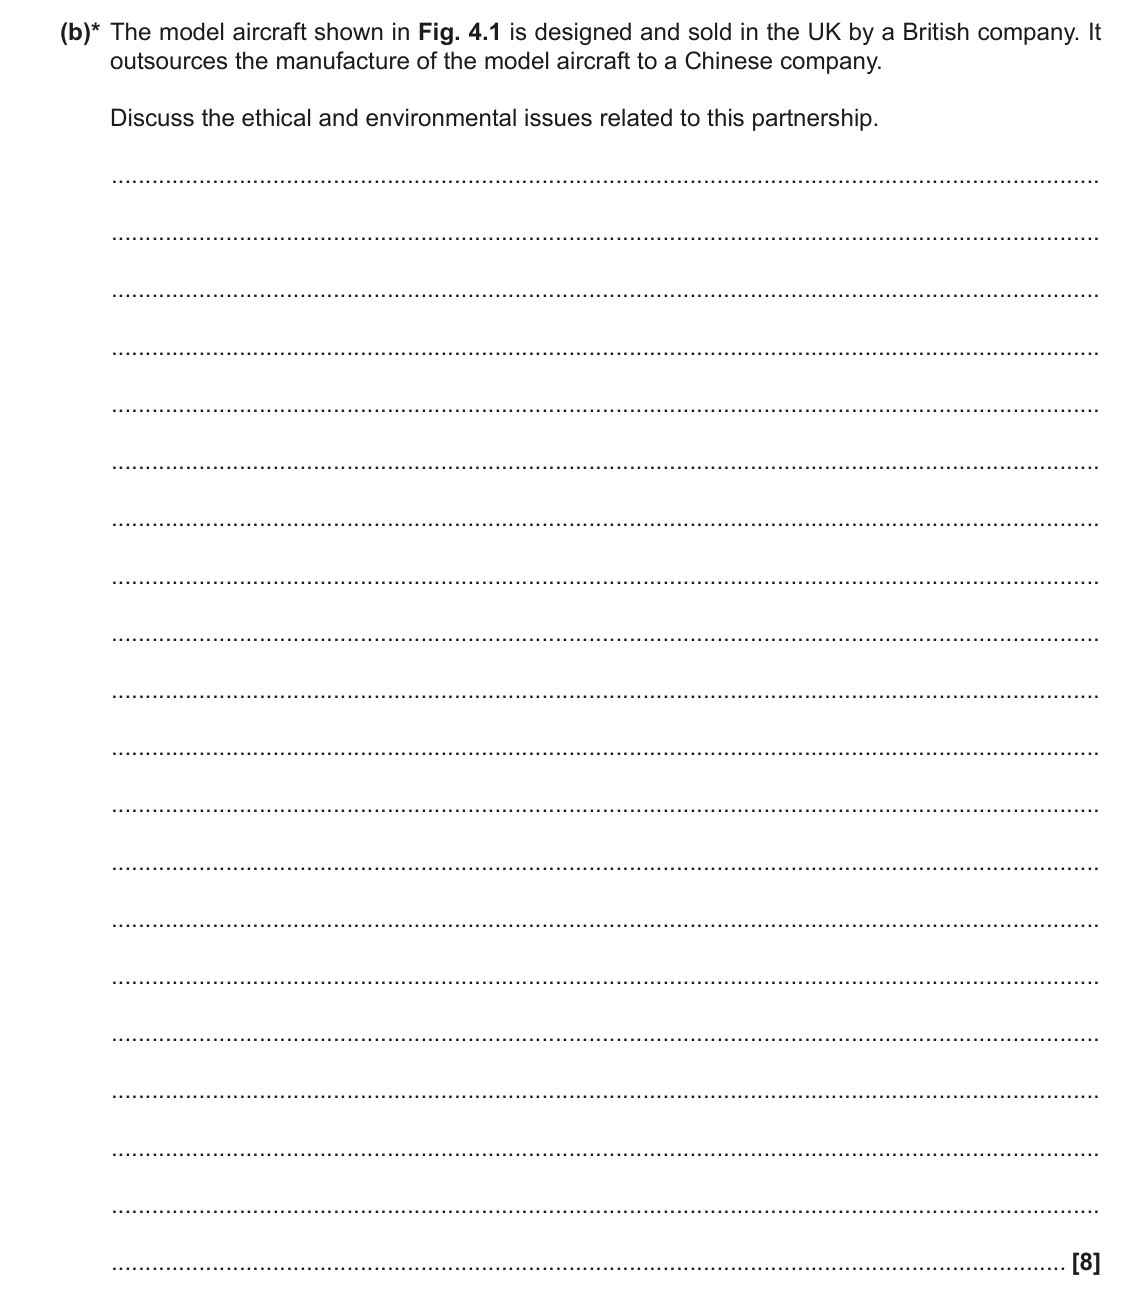 (b)* The model aircraft shown in Fig. 4.1 is designed and sold in the UK by a British company. It
outsources the manufacture of the model aircraft to a Chinese company.
Discuss the ethical and environmental issues related to this partnership.
[8]